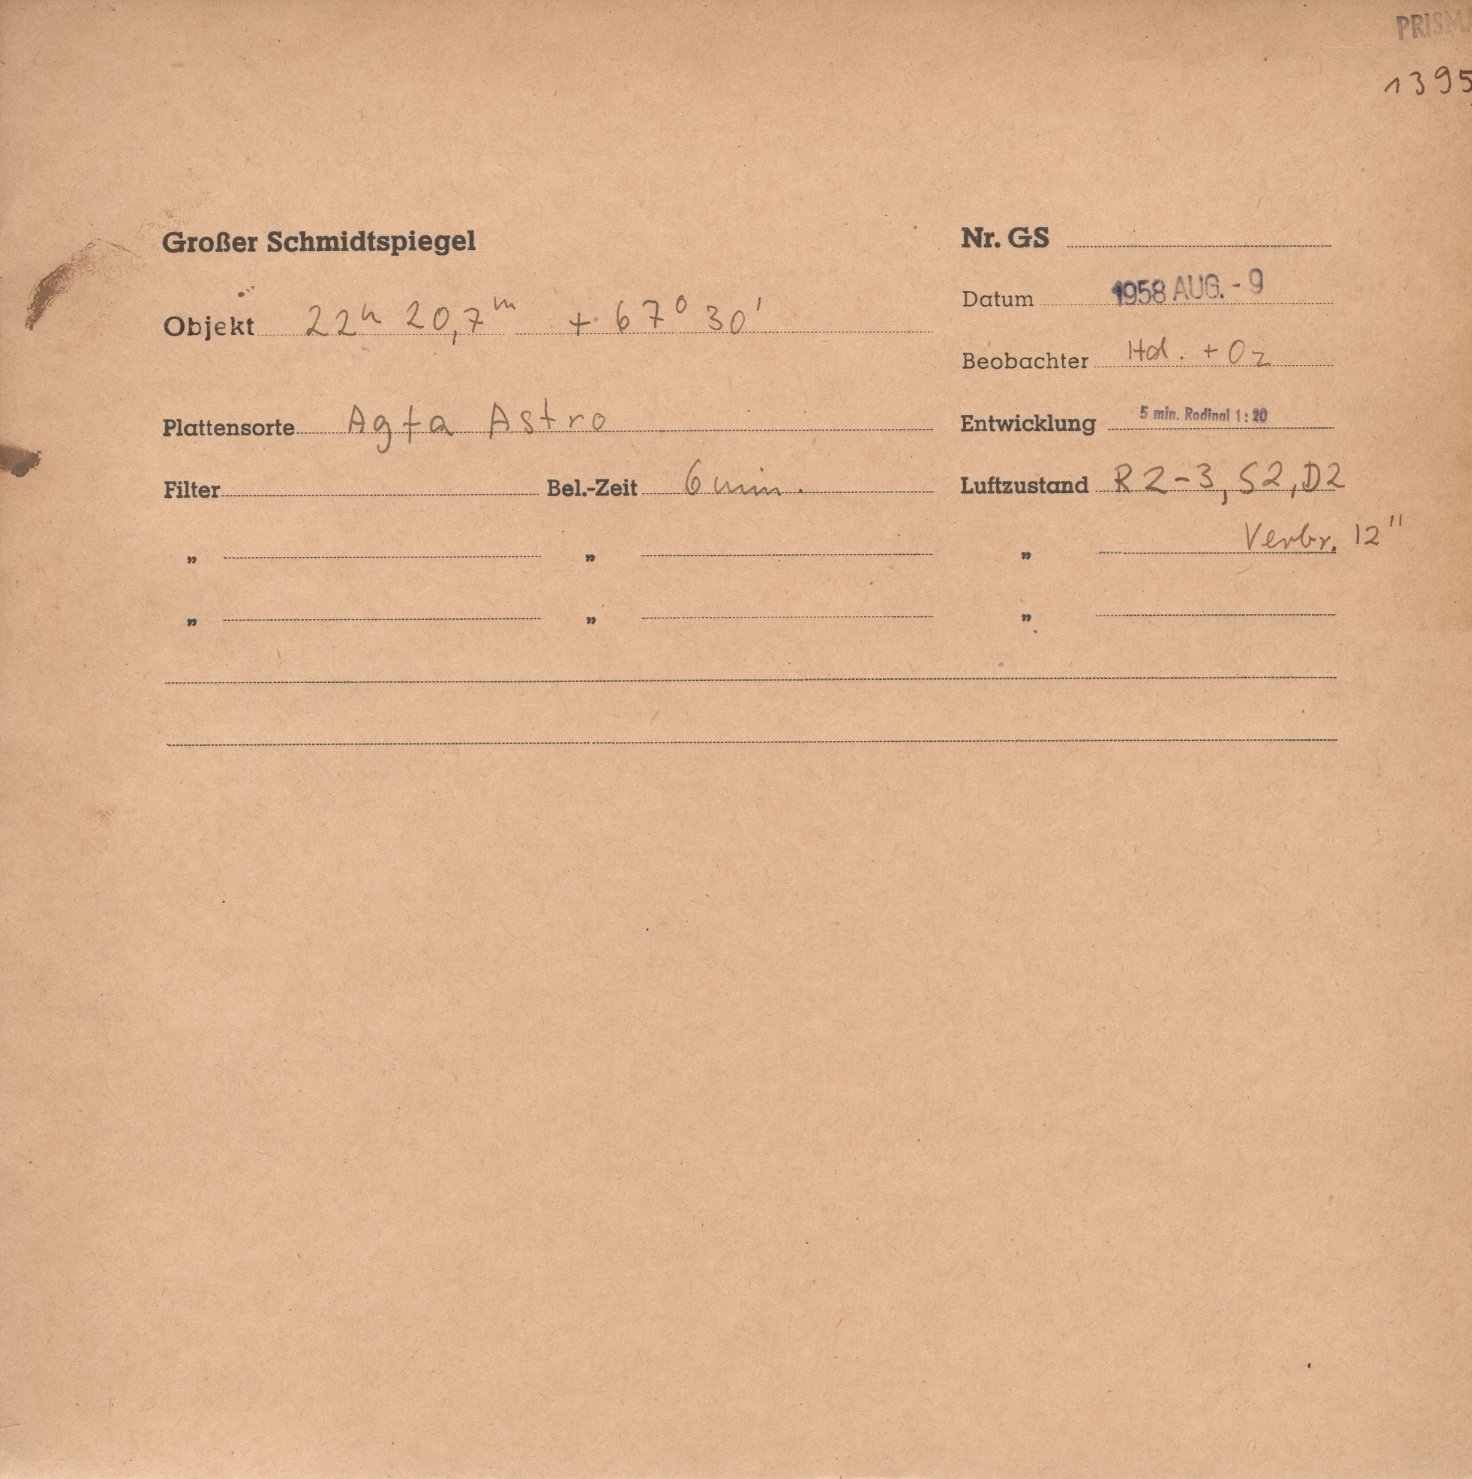 PRISMA
1395
Großer Schmidtspiegel
Nr. GS
Datum 1958 AUG. - 9
Objekt 22h 20,7m + 67° 30'
Beobachter Hd. + Oz
Plattensorte Agfa Astro
Entwicklung 5 min. Rodinal 1:20
Filter Bel.-Zeit 6 min. Luftzustand R 2-3, S2, D2
" " " Verbr. 12"
" " "